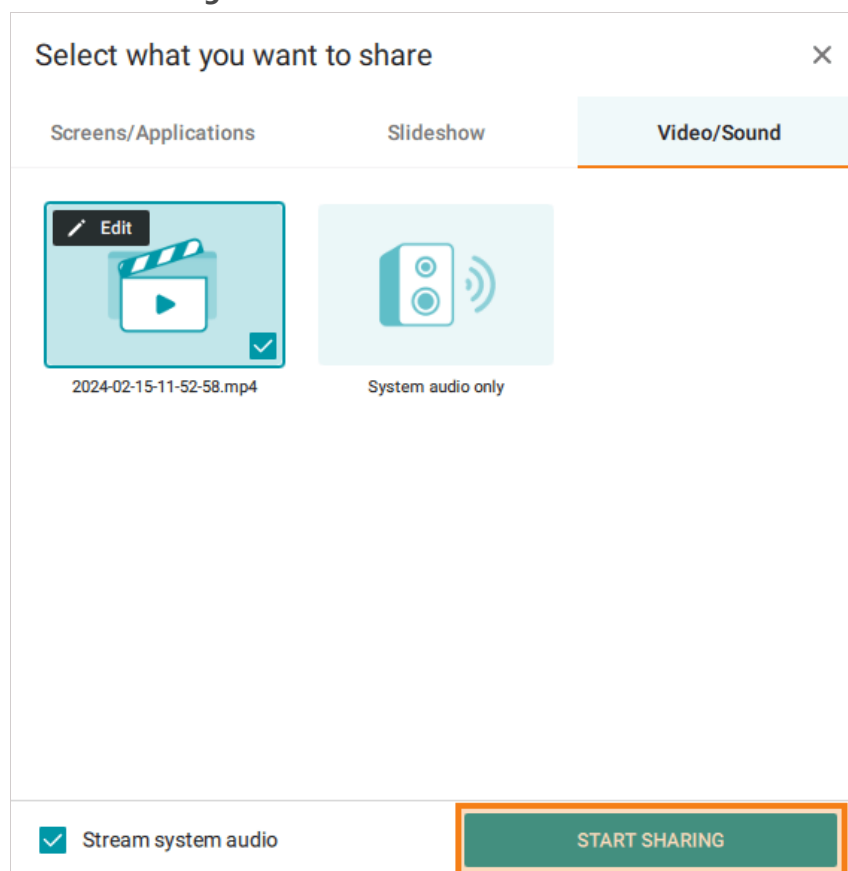 Select what you want to share
Screens/Applications Slideshow Video/Sound
Edit
2024-02-15-11-52-58.mp4 System audio only
Stream system audio START SHARING